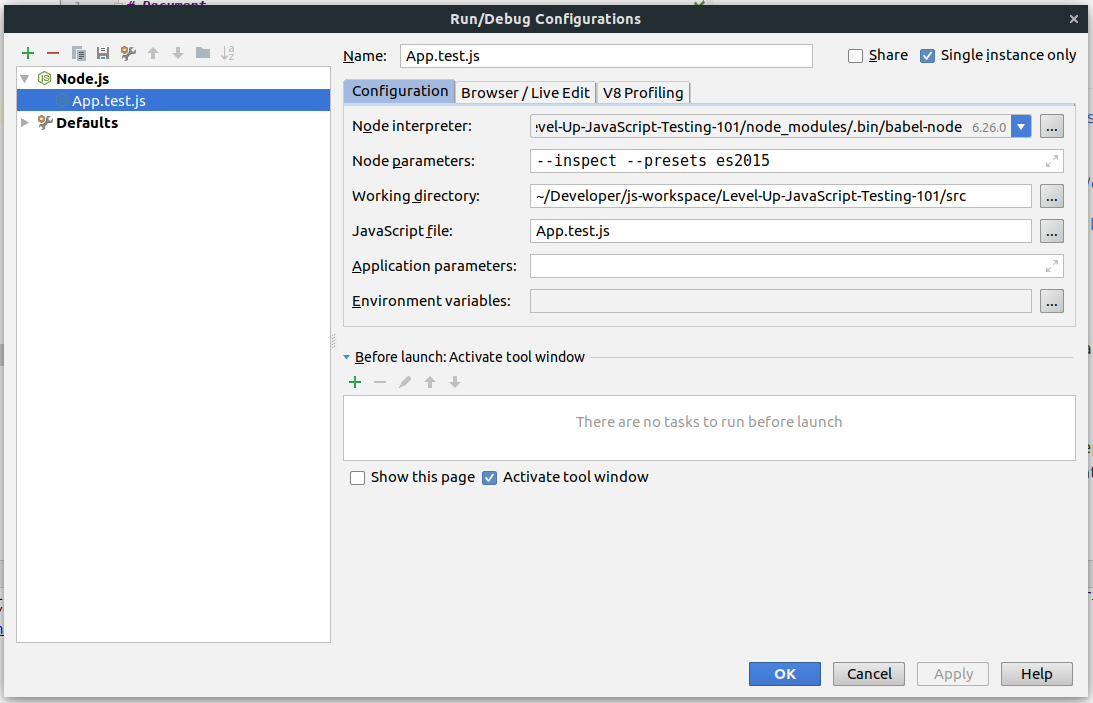 # Document
Run/Debug Configurations
Name: App.test.js
Share
Single instance only
Node.js
App.test.js
Defaults
Configuration
Browser / Live Edit
V8 Profiling
Node interpreter: evel-Up-JavaScript-Testing-101/node_modules/.bin/babel-node 6.26.0 ...
Node parameters: --inspect --presets es2015
Working directory: ~/Developer/js-workspace/Level-Up-JavaScript-Testing-101/src ...
JavaScript file: App.test.js ...
Application parameters:
Environment variables: ...
Before launch: Activate tool window
There are no tasks to run before launch
Show this page
Activate tool window
OK
Cancel
Apply
Help